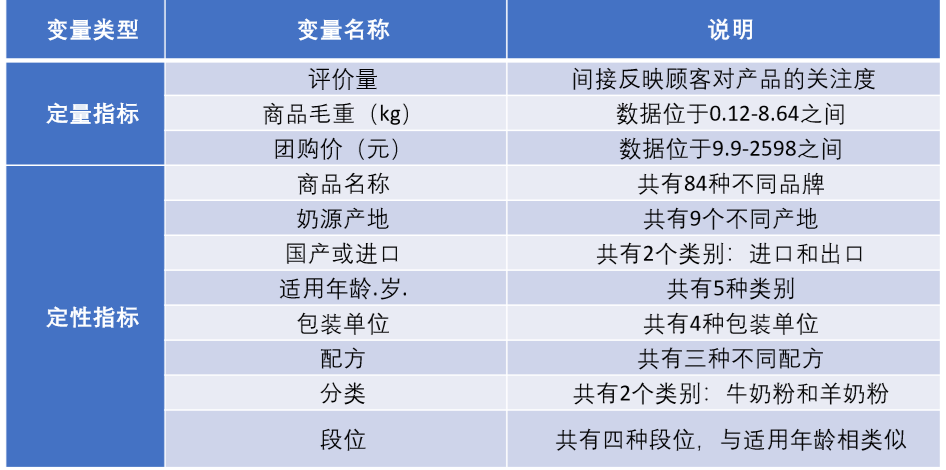 变量类型 变量名称 说明
评价量 间接反映顾客对产品的关注度
定量指标 商品毛重（kg） 数据位于0.12-8.64之间
团购价（元） 数据位于9.9-2598之间
商品名称 共有84种不同品牌
奶源产地 共有9个不同产地
国产或进口 共有2个类别：进口和出口
适用年龄.岁. 共有5种类别
定性指标 包装单位 共有4种包装单位
配方 共有三种不同配方
分类 共有2个类别：牛奶粉和羊奶粉
段位 共有四种段位，与适用年龄相类似